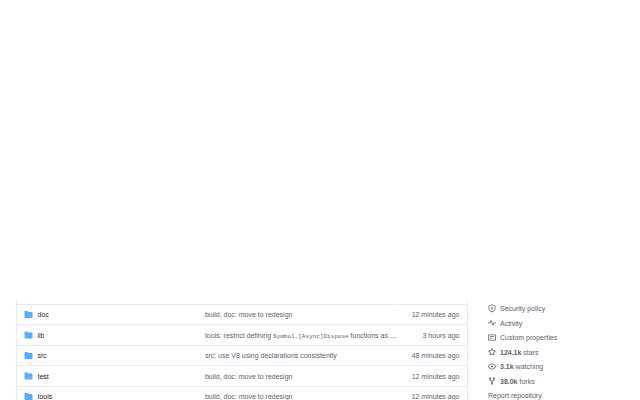 doc build, doc: move to redesign 12 minutes ago
lib tools: restrict defining Symbol.[Async]Dispose functions as ... 3 hours ago
src src: use V8 using declarations consistently 48 minutes ago
test build, doc: move to redesign 12 minutes ago
tools build, doc: move to redesign 12 minutes ago
Security policy
Activity
Custom properties
124.1k stars
3.1k watching
38.0k forks
Report repository